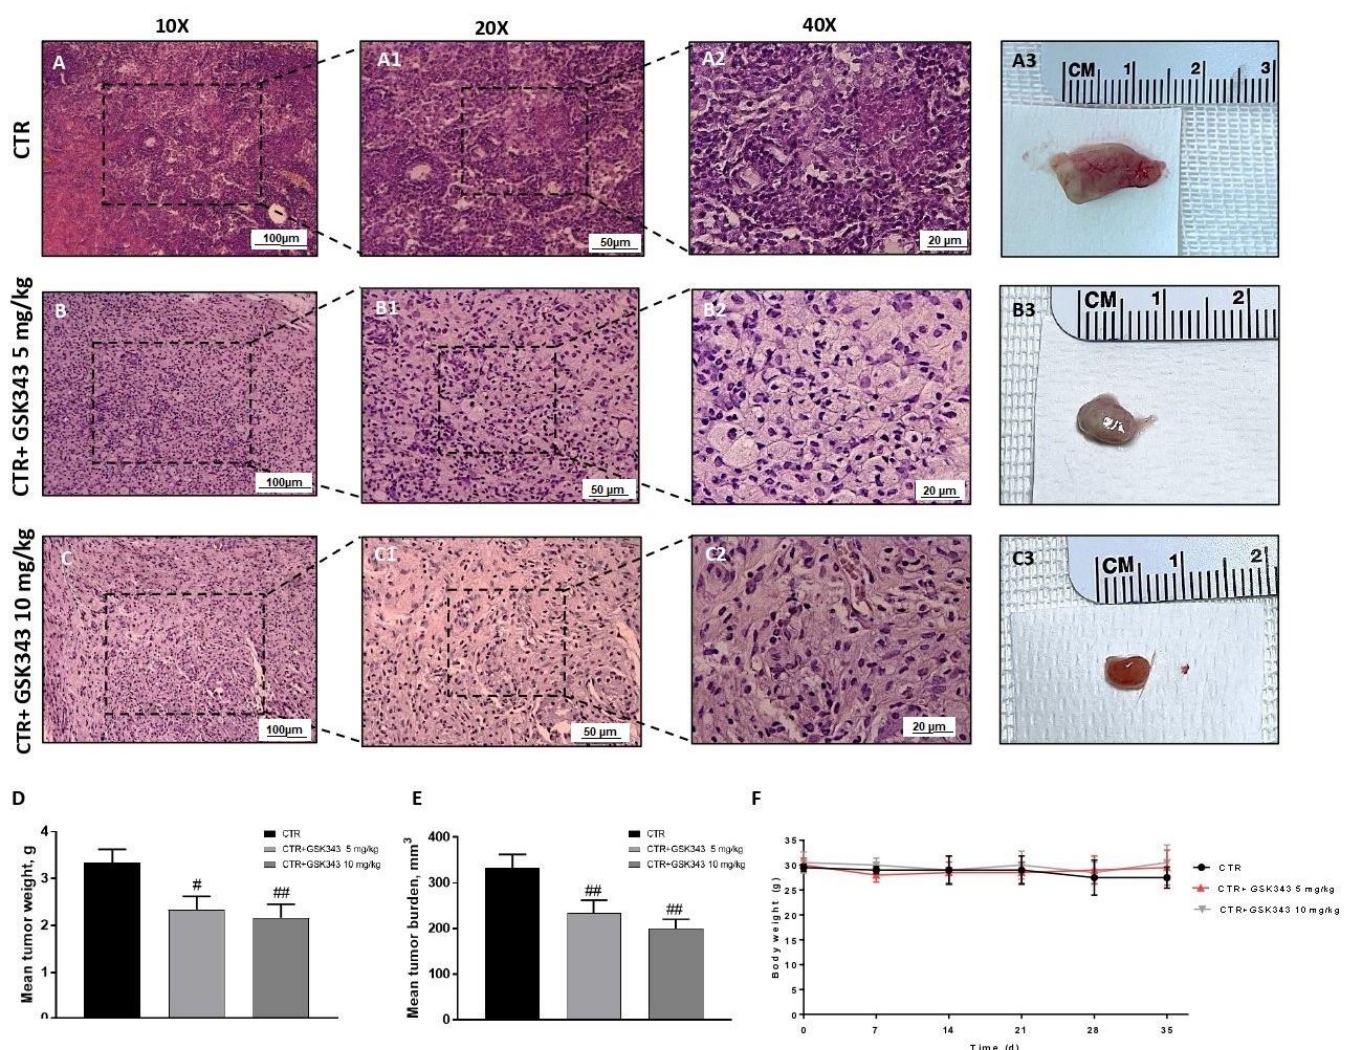 10X
20X
40X
CTR
A
100µm
A1
50µm
A2
20 µm
A3
CM 1 2 3
CTR+ GSK343 5 mg/kg
B
100µm
B1
50 µm
B2
20 µm
B3
CM 1 2
CTR+ GSK343 10 mg/kg
C
100µm
C1
50 µm
C2
20 µm
C3
CM 1 2
D
Mean tumor weight, g
4
3
2
1
0
#
##
CTR
CTR+GSK343 5 mg/kg
CTR+GSK343 10 mg/kg
E
Mean tumor burden, mm³
400
300
200
100
0
##
##
CTR
CTR+GSK343 5 mg/kg
CTR+GSK343 10 mg/kg
F
Body weight (g)
35
30
25
20
15
10
5
0
0 7 14 21 28 35
Time (d)
CTR
CTR+ GSK343 5 mg/kg
CTR+GSK343 10 mg/kg